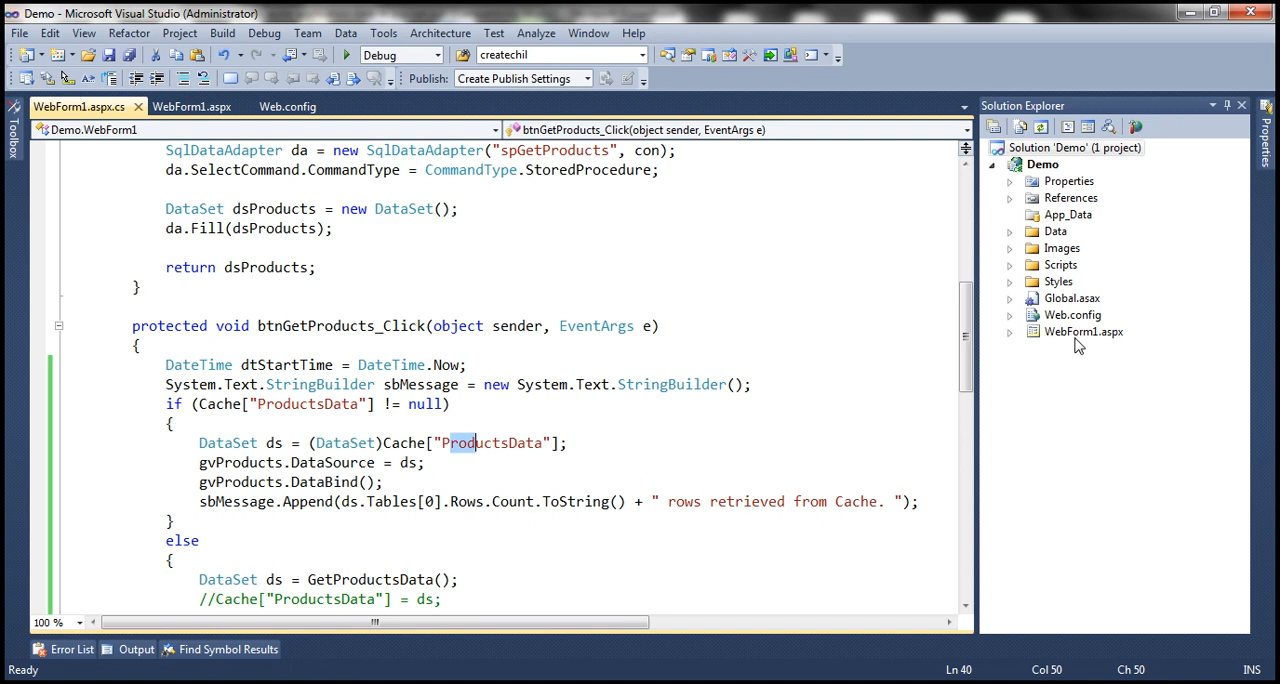 Demo - Microsoft Visual Studio (Administrator)
File Edit View Refactor Project Build Debug Team Data Tools Architecture Test Analyze Window Help
Debug createchil
Publish: Create Publish Settings
Toolbox
WebForm1.aspx.cs WebForm1.aspx Web.config
Demo.WebForm1 btnGetProducts_Click(object sender, EventArgs e)
SqlDataAdapter da = new SqlDataAdapter("spGetProducts", con);
da.SelectCommand.CommandType = CommandType.StoredProcedure;
DataSet dsProducts = new DataSet();
da.Fill(dsProducts);
return dsProducts;
}
protected void btnGetProducts_Click(object sender, EventArgs e)
{
DateTime dtStartTime = DateTime.Now;
System.Text.StringBuilder sbMessage = new System.Text.StringBuilder();
if (Cache["ProductsData"] != null)
{
DataSet ds = (DataSet)Cache["ProductsData"];
gvProducts.DataSource = ds;
gvProducts.DataBind();
sbMessage.Append(ds.Tables[0].Rows.Count.ToString() + " rows retrieved from Cache. ");
}
else
{
DataSet ds = GetProductsData();
//Cache["ProductsData"] = ds;
100 %
Solution Explorer
Solution 'Demo' (1 project)
Demo
Properties
References
App_Data
Data
Images
Scripts
Styles
Global.asax
Web.config
WebForm1.aspx
Properties
Error List Output Find Symbol Results
Ready Ln 40 Col 50 Ch 50 INS